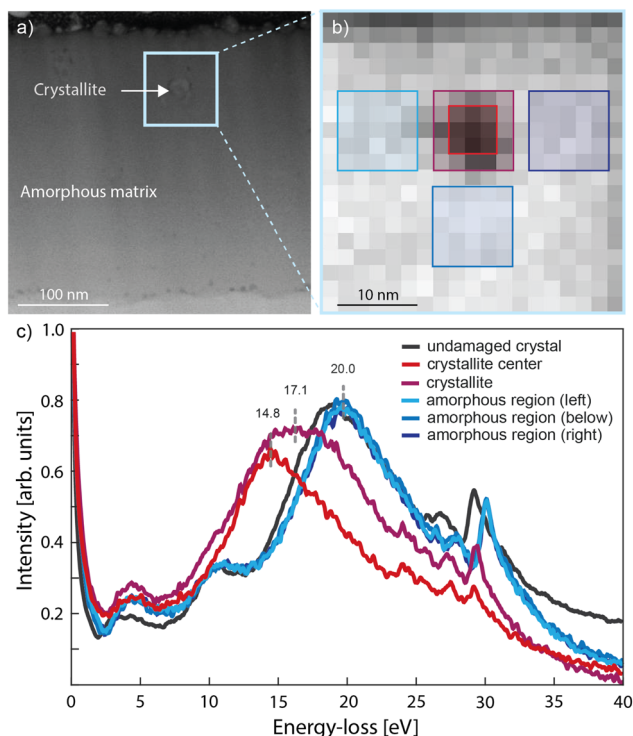 a)
Crystallite
Amorphous matrix
100 nm
b)
10 nm
c)
undamaged crystal
crystallite center
crystallite
amorphous region (left)
amorphous region (below)
amorphous region (right)
20.0
17.1
14.8
Intensity [arb. units]
1.0
0.8
0.6
0.4
0.2
0 5 10 15 20 25 30 35 40
Energy-loss [eV]